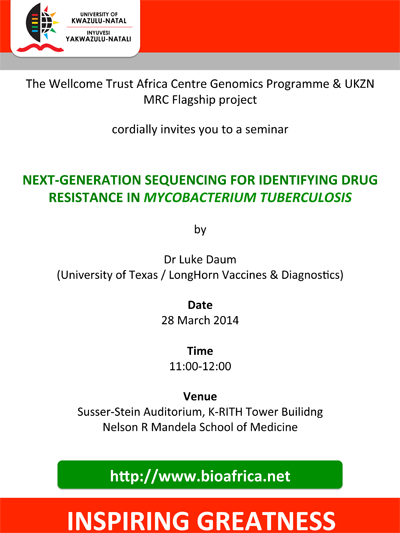 UNIVERSITY OF
KWAZULU-NATAL
INYUVESI
YAKWAZULU-NATALI
The Wellcome Trust Africa Centre Genomics Programme & UKZN
MRC Flagship project
cordially invites you to a seminar
NEXT-GENERATION SEQUENCING FOR IDENTIFYING DRUG
RESISTANCE IN MYCOBACTERIUM TUBERCULOSIS
by
Dr Luke Daum
(University of Texas / LongHorn Vaccines & Diagnostics)
Date
28 March 2014
Time
11:00-12:00
Venue
Susser-Stein Auditorium, K-RITH Tower Builidng
Nelson R Mandela School of Medicine
http://www.bioafrica.net
INSPIRING GREATNESS